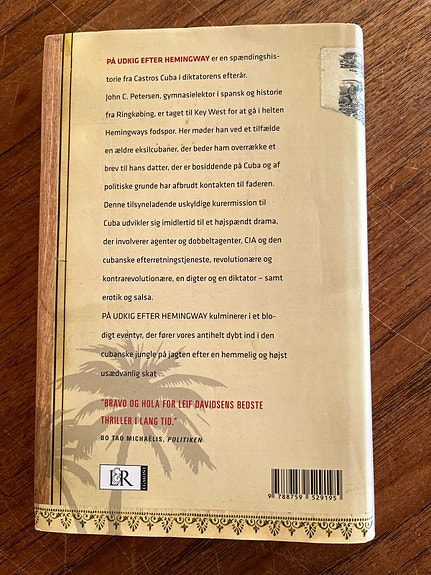 PÅ UDKIG EFTER HEMINGWAY er en spændingshis-
torie fra Castros Cuba i diktatorens efterår.
John C. Petersen, gymnasielektor i spansk og historie
fra Ringkøbing, er taget til Key West for at gå i helten
Hemingways fodspor. Her møder han ved et tilfælde
en ældre eksilcubaner, der beder ham overrække et
brev til hans datter, der er bosiddende på Cuba og af
politiske grunde har afbrudt kontakten til faderen.
Denne tilsyneladende uskyldige kurermission til
Cuba udvikler sig imidlertid til et højspændt drama,
der involverer agenter og dobbeltagenter, CIA og den
cubanske efterretningstjeneste, revolutionære og
kontrarevolutionære, en digter og en diktator – samt
erotik og salsa.
PÅ UDKIG EFTER HEMINGWAY kulminerer i et blo-
digt eventyr, der fører vores antihelt dybt ind i den
cubanske jungle på jagten efter en hemmelig og højst
usædvanlig skat ...
"BRAVO OG HOLA FOR LEIF DAVIDSENS BEDSTE
THRILLER I LANG TID."
BO TAO MICHAËLIS, POLITIKEN
L&R
EGMONT
9 788759 529195